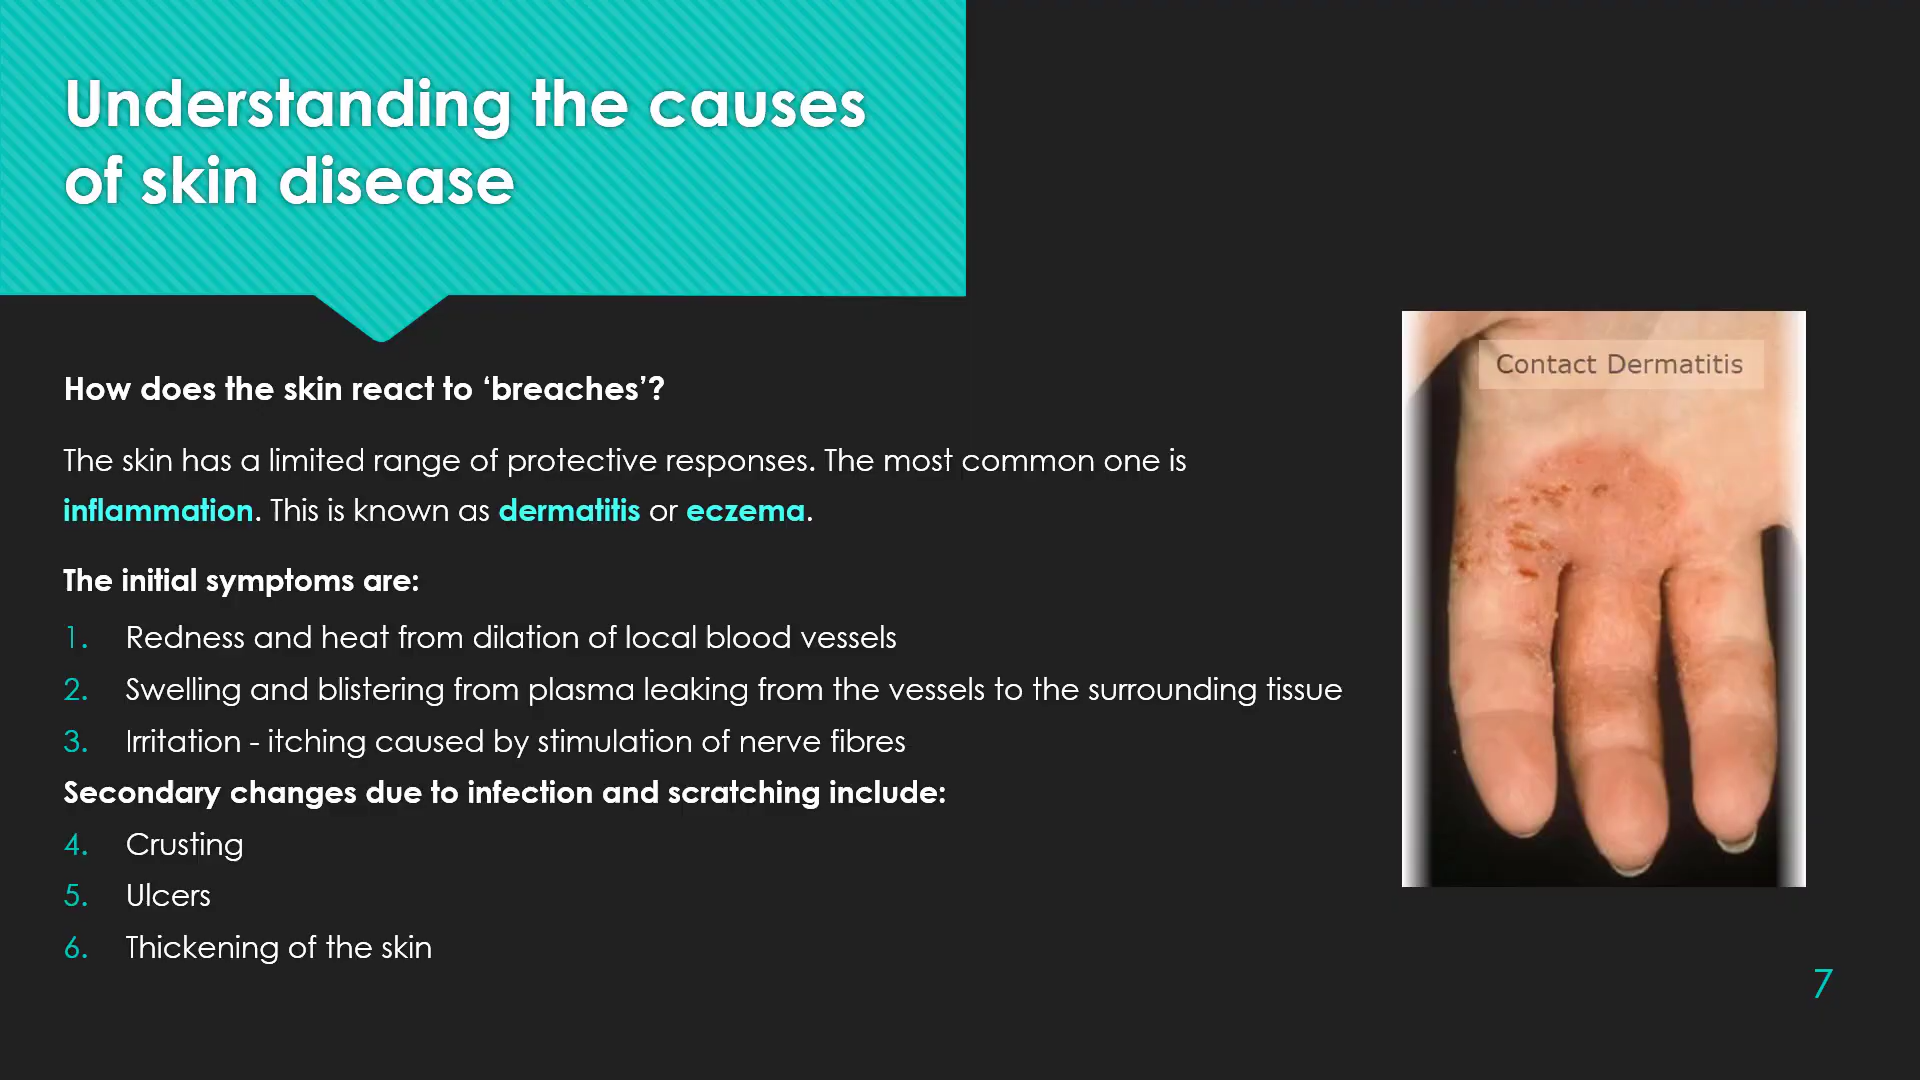 Understanding the causes
of skin disease
How does the skin react to ‘breaches’?
The skin has a limited range of protective responses. The most common one is
inflammation. This is known as dermatitis or eczema.
The initial symptoms are:
1. Redness and heat from dilation of local blood vessels
2. Swelling and blistering from plasma leaking from the vessels to the surrounding tissue
3. Irritation - itching caused by stimulation of nerve fibres
Secondary changes due to infection and scratching include:
4. Crusting
5. Ulcers
6. Thickening of the skin
Contact Dermatitis
7